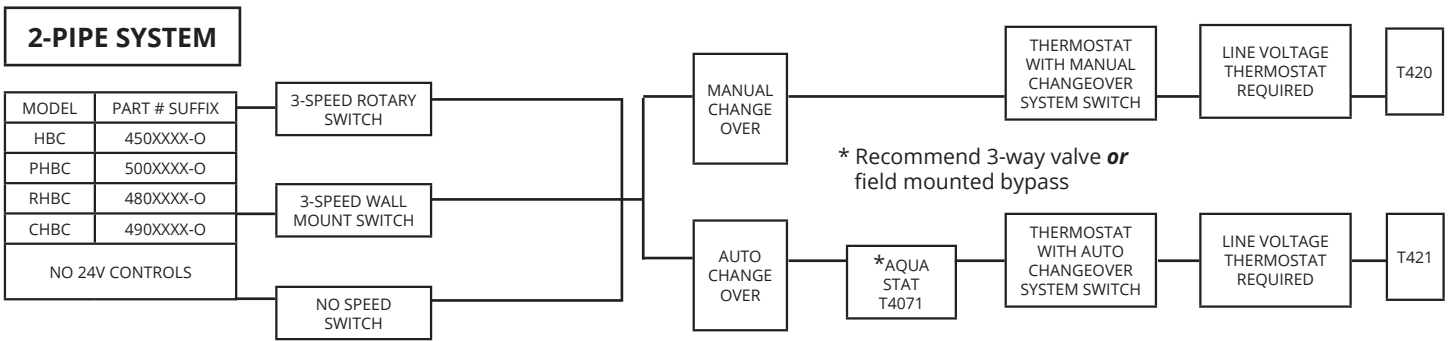 2-PIPE SYSTEM
MODEL PART # SUFFIX
HBC 450XXXX-O
PHBC 500XXXX-O
RHBC 480XXXX-O
CHBC 490XXXX-O
NO 24V CONTROLS
3-SPEED ROTARY
SWITCH
3-SPEED WALL
MOUNT SWITCH
NO SPEED
SWITCH
MANUAL
CHANGE
OVER
THERMOSTAT
WITH MANUAL
CHANGEOVER
SYSTEM SWITCH
LINE VOLTAGE
THERMOSTAT
REQUIRED
T420
* Recommend 3-way valve or
field mounted bypass
AUTO
CHANGE
OVER
*AQUA
STAT
T4071
THERMOSTAT
WITH AUTO
CHANGEOVER
SYSTEM SWITCH
LINE VOLTAGE
THERMOSTAT
REQUIRED
T421